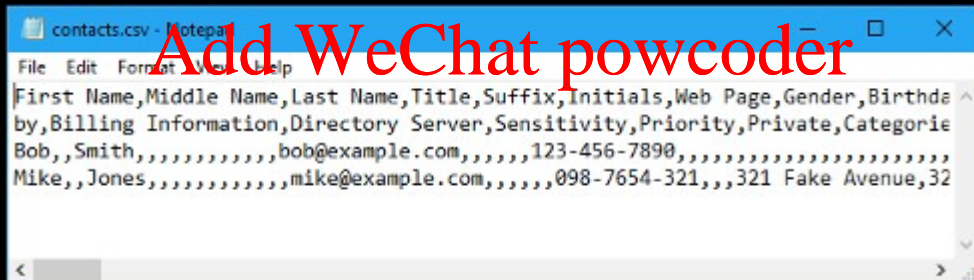 contacts.csv - Notepad
Add WeChat powcoder
File Edit Format View Help
First Name,Middle Name,Last Name,Title,Suffix,Initials,Web Page,Gender,Birthda
by,Billing Information,Directory Server,Sensitivity,Priority,Private,Categorie
Bob,,Smith,,,,,,,,,,,,bob@example.com,,,,,,123-456-7890,,,,,,,,,,,,,,,,,,,,,,,
Mike,,Jones,,,,,,,,,,,,mike@example.com,,,,,,098-7654-321,,,321 Fake Avenue,32